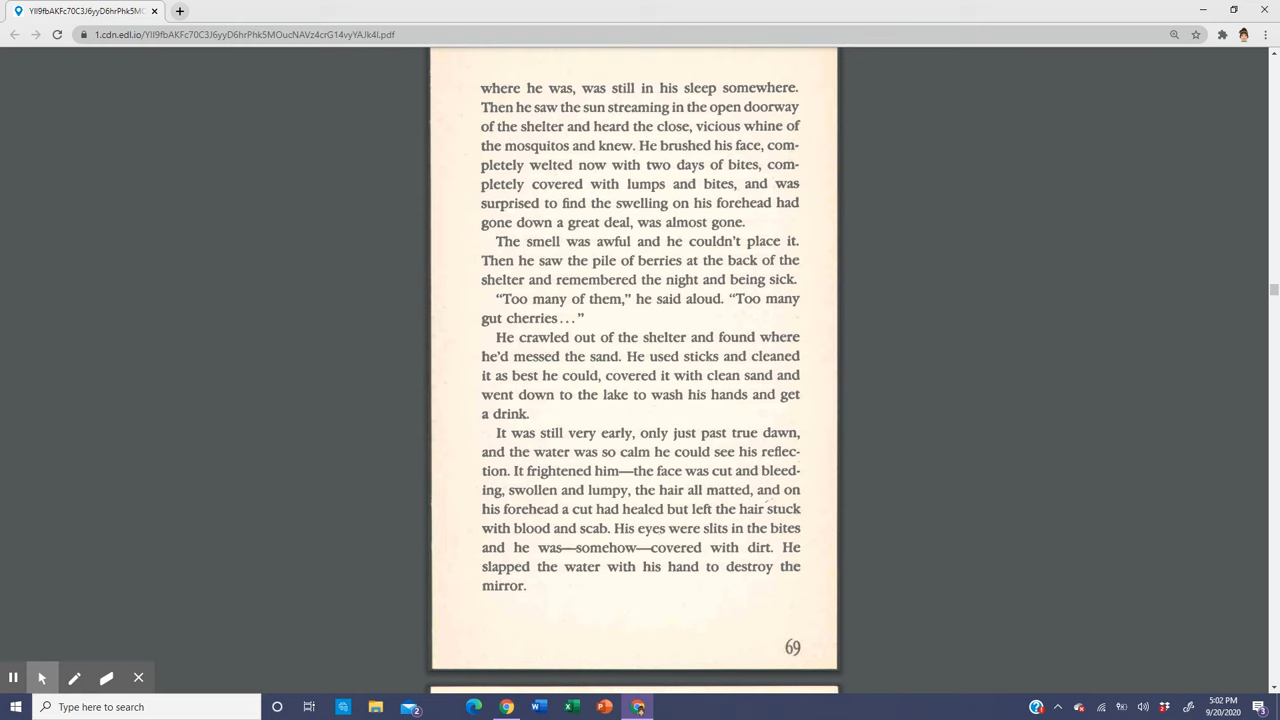 YIl9fbAKFc70C3J6yyD6hrPhk5MC
1.cdn.edl.io/YIl9fbAKFc70C3J6yyD6hrPhk5MOucNAVz4crG14vyYAJk4l.pdf
where he was, was still in his sleep somewhere.
Then he saw the sun streaming in the open doorway
of the shelter and heard the close, vicious whine of
the mosquitos and knew. He brushed his face, com-
pletely welted now with two days of bites, com-
pletely covered with lumps and bites, and was
surprised to find the swelling on his forehead had
gone down a great deal, was almost gone.
The smell was awful and he couldn't place it.
Then he saw the pile of berries at the back of the
shelter and remembered the night and being sick.
“Too many of them,” he said aloud. “Too many
gut cherries . . .”
He crawled out of the shelter and found where
he'd messed the sand. He used sticks and cleaned
it as best he could, covered it with clean sand and
went down to the lake to wash his hands and get
a drink.
It was still very early, only just past true dawn,
and the water was so calm he could see his reflec-
tion. It frightened him—the face was cut and bleed-
ing, swollen and lumpy, the hair all matted, and on
his forehead a cut had healed but left the hair stuck
with blood and scab. His eyes were slits in the bites
and he was—somehow—covered with dirt. He
slapped the water with his hand to destroy the
mirror.
69
Type here to search
2
5:02 PM
9/20/2020
3